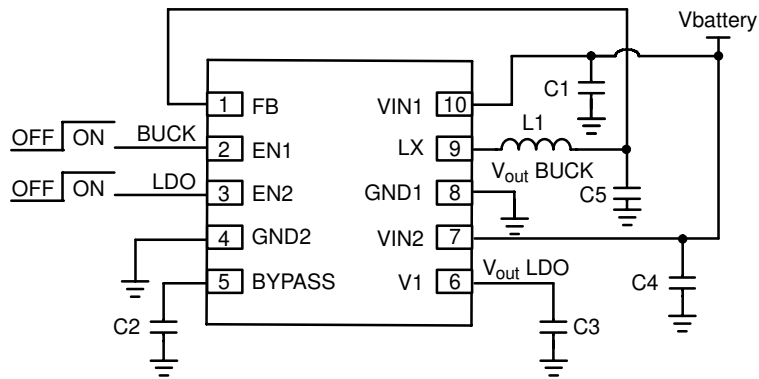 Vbattery
1 FB
VIN1 10
C1
OFF ON BUCK
2 EN1
LX 9
L1
Vout BUCK
OFF ON LDO
3 EN2
GND1 8
C5
4 GND2
VIN2 7
5 BYPASS
V1 6
Vout LDO
C4
C2
C3